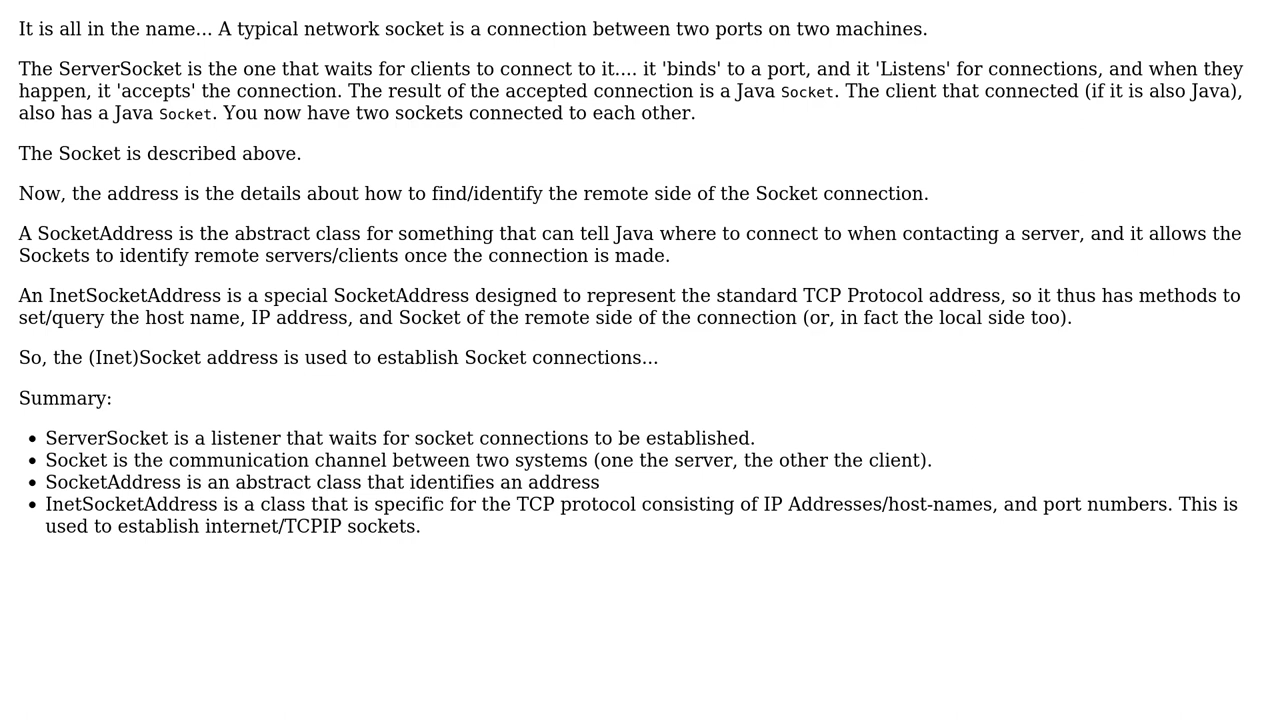 It is all in the name... A typical network socket is a connection between two ports on two machines.
The ServerSocket is the one that waits for clients to connect to it.... it 'binds' to a port, and it 'Listens' for connections, and when they
happen, it 'accepts' the connection. The result of the accepted connection is a Java Socket. The client that connected (if it is also Java),
also has a Java Socket. You now have two sockets connected to each other.
The Socket is described above.
Now, the address is the details about how to find/identify the remote side of the Socket connection.
A SocketAddress is the abstract class for something that can tell Java where to connect to when contacting a server, and it allows the
Sockets to identify remote servers/clients once the connection is made.
An InetSocketAddress is a special SocketAddress designed to represent the standard TCP Protocol address, so it thus has methods to
set/query the host name, IP address, and Socket of the remote side of the connection (or, in fact the local side too).
So, the (Inet)Socket address is used to establish Socket connections...
Summary:
• ServerSocket is a listener that waits for socket connections to be established.
• Socket is the communication channel between two systems (one the server, the other the client).
• SocketAddress is an abstract class that identifies an address
• InetSocketAddress is a class that is specific for the TCP protocol consisting of IP Addresses/host-names, and port numbers. This is
used to establish internet/TCPIP sockets.